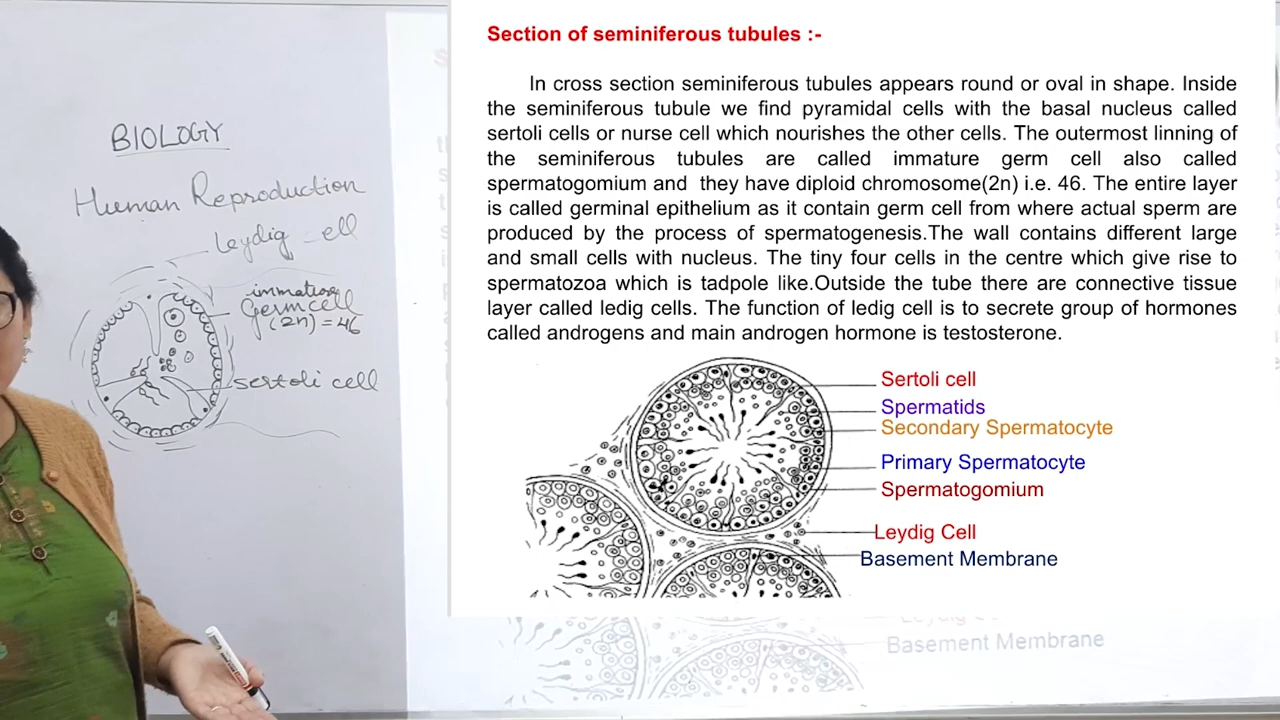 BIOLOGY
Human Reproduction
Leydig ell
immature
Germ cell
(2n) = 46
sertoli cell
Section of seminiferous tubules :-
In cross section seminiferous tubules appears round or oval in shape. Inside
the seminiferous tubule we find pyramidal cells with the basal nucleus called
sertoli cells or nurse cell which nourishes the other cells. The outermost linning of
the seminiferous tubules are called immature germ cell also called
spermatogomium and they have diploid chromosome(2n) i.e. 46. The entire layer
is called germinal epithelium as it contain germ cell from where actual sperm are
produced by the process of spermatogenesis.The wall contains different large
and small cells with nucleus. The tiny four cells in the centre which give rise to
spermatozoa which is tadpole like.Outside the tube there are connective tissue
layer called ledig cells. The function of ledig cell is to secrete group of hormones
called androgens and main androgen hormone is testosterone.
Sertoli cell
Spermatids
Secondary Spermatocyte
Primary Spermatocyte
Spermatogomium
Leydig Cell
Basement Membrane
Basement Membrane